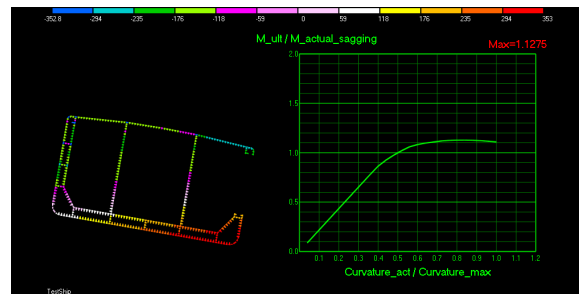 -352.8 -294 -235 -176 -118 -59 0 59 118 176 235 294 353
M_ult / M_actual_sagging
Max=1.1275
2.0
1.5
1.0
0.5
0.0
0.1 0.2 0.3 0.4 0.5 0.6 0.7 0.8 0.9 1.0 1.1 1.2
Curvature_act / Curvature_max
TestShip